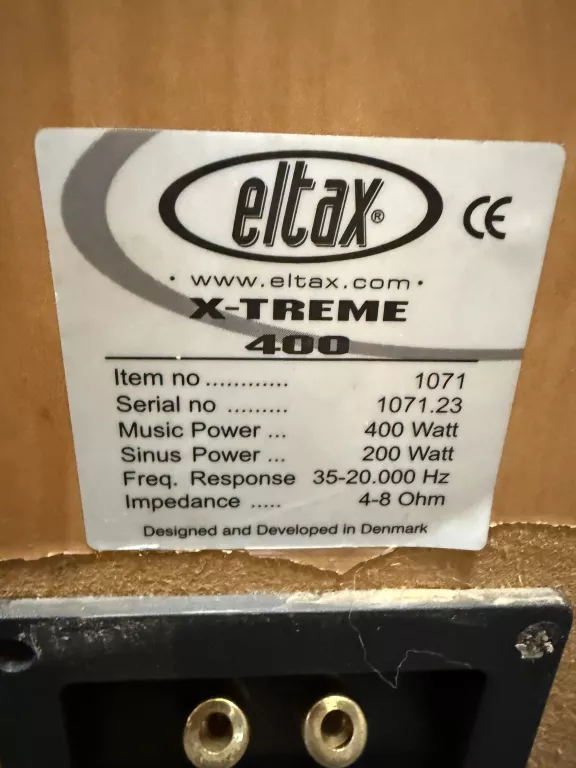 eltax®
CE
· www.eltax.com ·
X-TREME
400
Item no ............ 1071
Serial no ......... 1071.23
Music Power ... 400 Watt
Sinus Power ... 200 Watt
Freq. Response 35-20.000 Hz
Impedance ..... 4-8 Ohm
Designed and Developed in Denmark